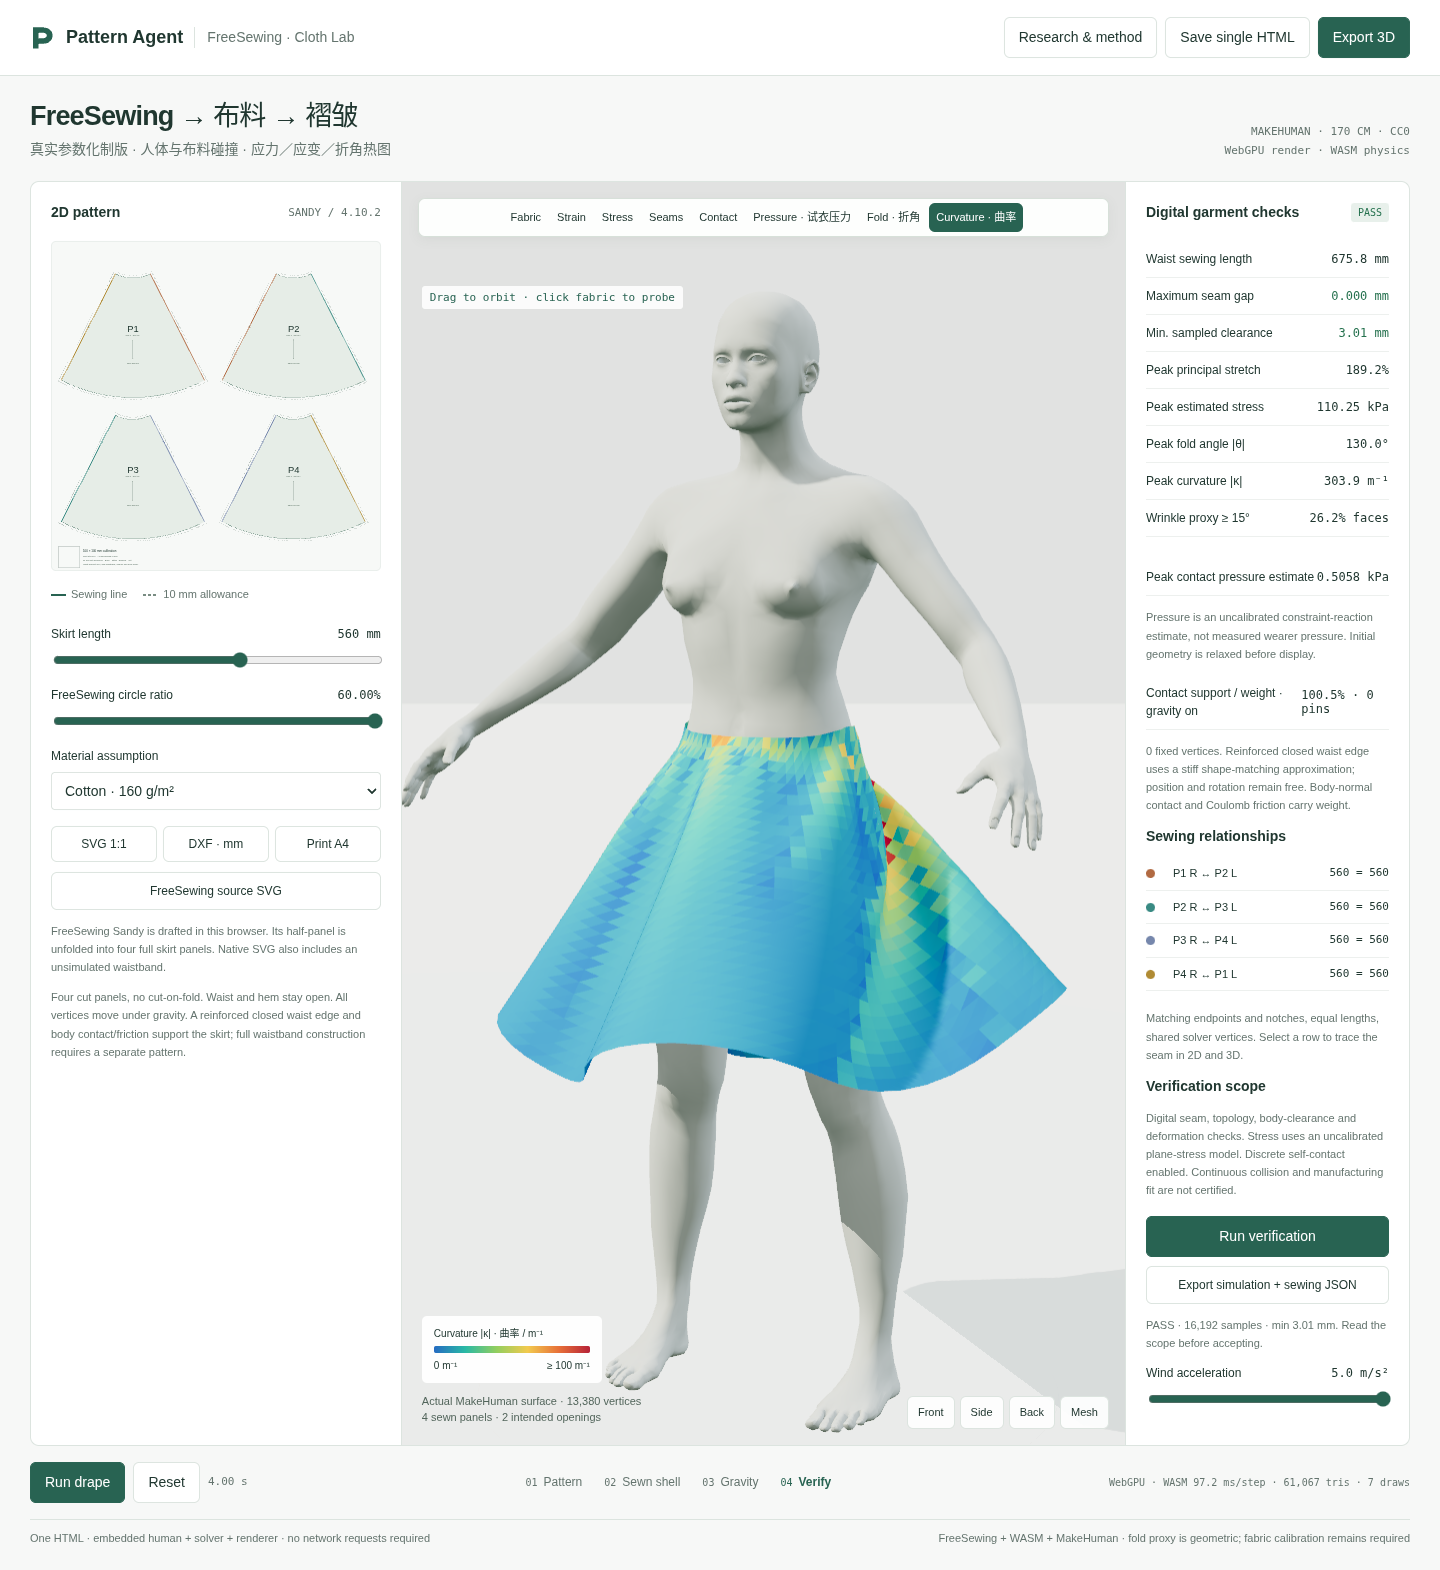 Pattern Agent
FreeSewing · Cloth Lab
Research & method
Save single HTML
Export 3D
FreeSewing → 布料 → 褶皱
真实参数化制版 · 人体与布料碰撞 · 应力／应变／折角热图
MAKEHUMAN · 170 CM · CC0
WebGPU render · WASM physics
2D pattern
SANDY / 4.10.2
P1
P2
P3
P4
Sewing line
10 mm allowance
Skirt length
560 mm
FreeSewing circle ratio
60.00%
Material assumption
Cotton · 160 g/m²
SVG 1:1
DXF · mm
Print A4
FreeSewing source SVG
FreeSewing Sandy is drafted in this browser. Its half-panel is
unfolded into four full skirt panels. Native SVG also includes an
unsimulated waistband.
Four cut panels, no cut-on-fold. Waist and hem stay open. All
vertices move under gravity. A reinforced closed waist edge and
body contact/friction support the skirt; full waistband construction
requires a separate pattern.
Fabric
Strain
Stress
Seams
Contact
Pressure · 试衣压力
Fold · 折角
Curvature · 曲率
Drag to orbit · click fabric to probe
Curvature |κ| · 曲率 / m⁻¹
0 m⁻¹
≥ 100 m⁻¹
Actual MakeHuman surface · 13,380 vertices
4 sewn panels · 2 intended openings
Front
Side
Back
Mesh
Digital garment checks
PASS
Waist sewing length
675.8 mm
Maximum seam gap
0.000 mm
Min. sampled clearance
3.01 mm
Peak principal stretch
189.2%
Peak estimated stress
110.25 kPa
Peak fold angle |θ|
130.0°
Peak curvature |κ|
303.9 m⁻¹
Wrinkle proxy ≥ 15°
26.2% faces
Peak contact pressure estimate
0.5058 kPa
Pressure is an uncalibrated constraint-reaction
estimate, not measured wearer pressure. Initial
geometry is relaxed before display.
Contact support / weight ·
gravity on
100.5% · 0
pins
0 fixed vertices. Reinforced closed waist edge
uses a stiff shape-matching approximation;
position and rotation remain free. Body-normal
contact and Coulomb friction carry weight.
Sewing relationships
P1 R ↔ P2 L
560 = 560
P2 R ↔ P3 L
560 = 560
P3 R ↔ P4 L
560 = 560
P4 R ↔ P1 L
560 = 560
Matching endpoints and notches, equal lengths,
shared solver vertices. Select a row to trace the
seam in 2D and 3D.
Verification scope
Digital seam, topology, body-clearance and
deformation checks. Stress uses an uncalibrated
plane-stress model. Discrete self-contact
enabled. Continuous collision and manufacturing
fit are not certified.
Run verification
Export simulation + sewing JSON
PASS · 16,192 samples · min 3.01 mm. Read the
scope before accepting.
Wind acceleration
5.0 m/s²
Run drape
Reset
4.00 s
01 Pattern
02 Sewn shell
03 Gravity
04 Verify
WebGPU · WASM 97.2 ms/step · 61,067 tris · 7 draws
One HTML · embedded human + solver + renderer · no network requests required
FreeSewing + WASM + MakeHuman · fold proxy is geometric; fabric calibration remains required